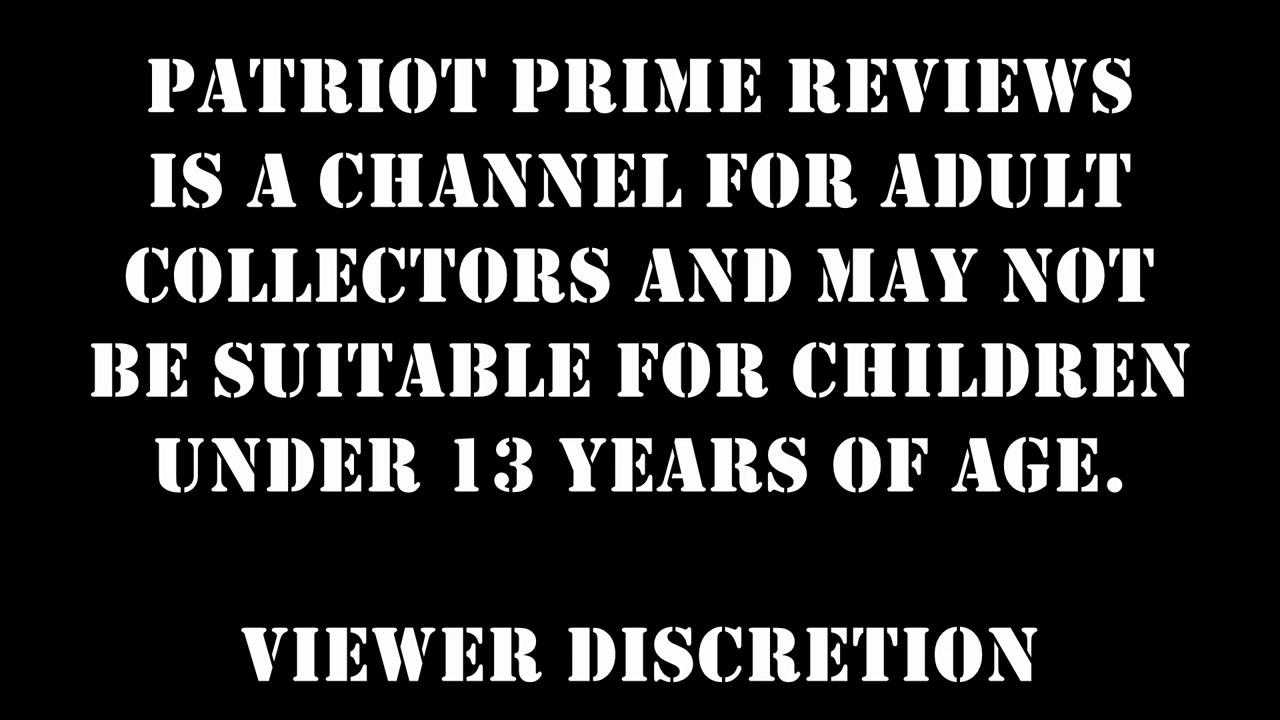 PATRIOT PRIME REVIEWS
IS A CHANNEL FOR ADULT
COLLECTORS AND MAY NOT
BE SUITABLE FOR CHILDREN
UNDER 13 YEARS OF AGE.
VIEWER DISCRETION